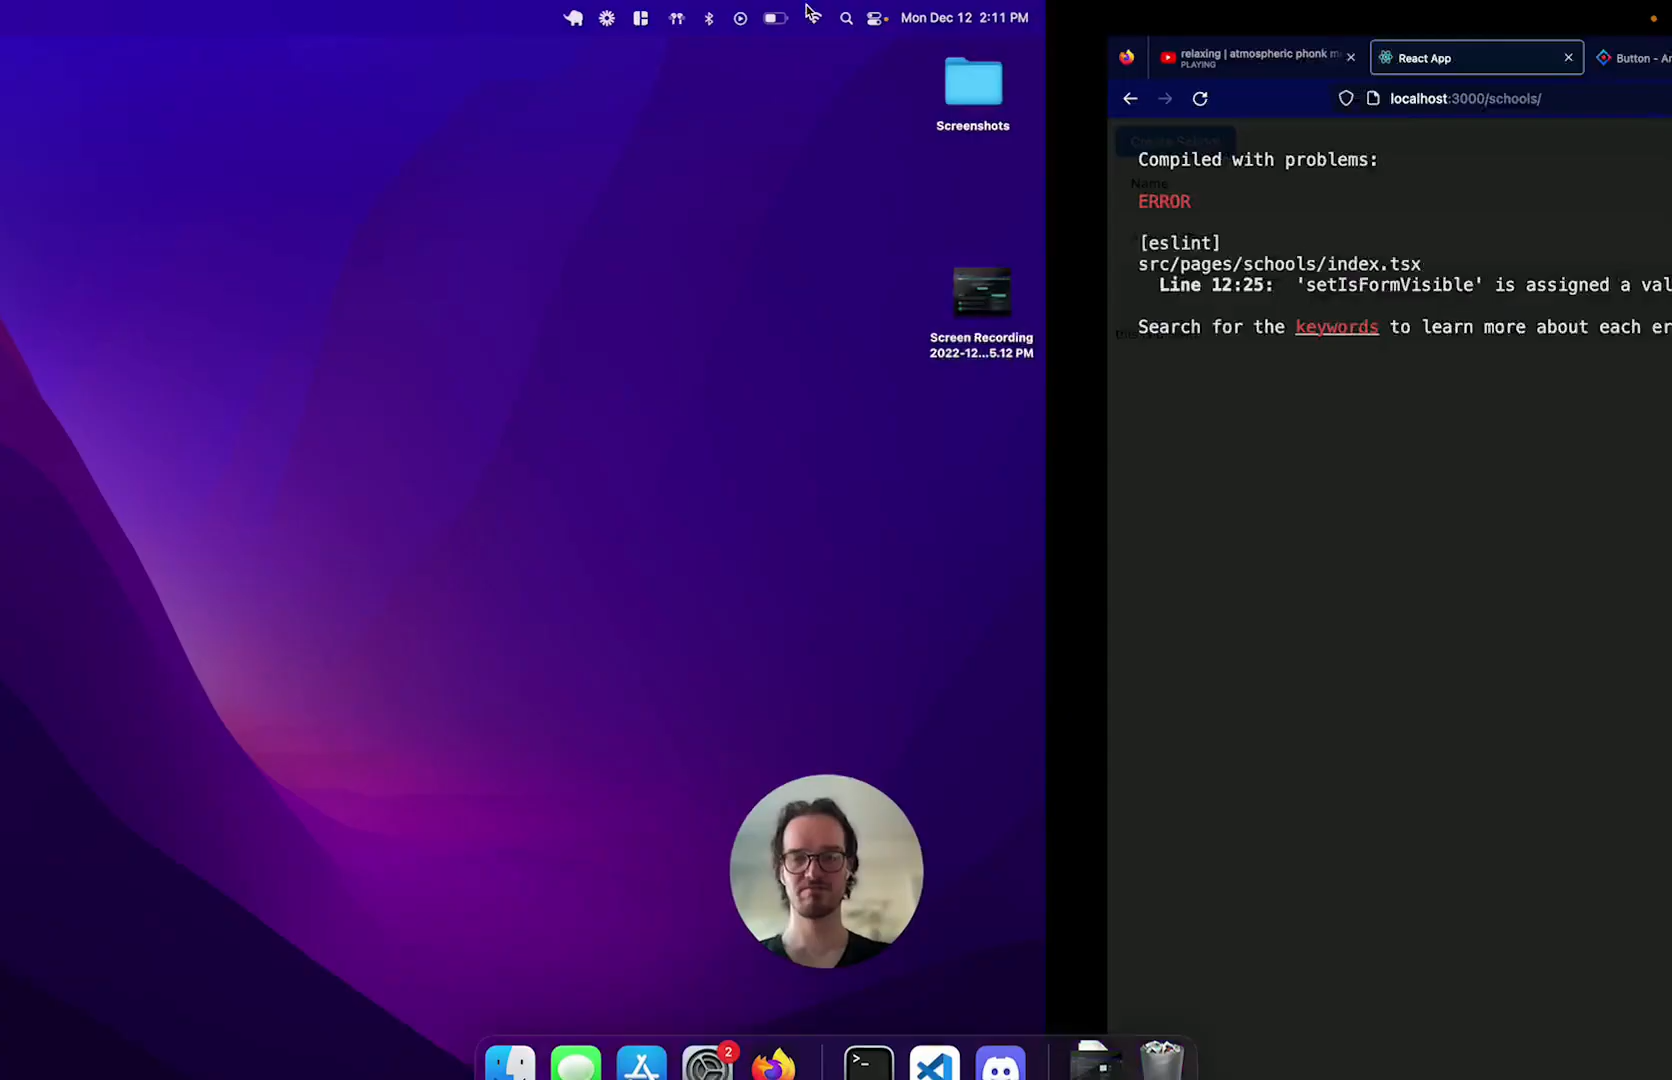 Mon Dec 12 2:11 PM
Screenshots
Screen Recording
2022-12...5.12 PM
relaxing | atmospheric phonk m
PLAYING
React App
Button - A
localhost:3000/schools/
Name
Compiled with problems:
ERROR
[eslint]
src/pages/schools/index.tsx
Line 12:25: 'setIsFormVisible' is assigned a val
Search for the keywords to learn more about each er
2